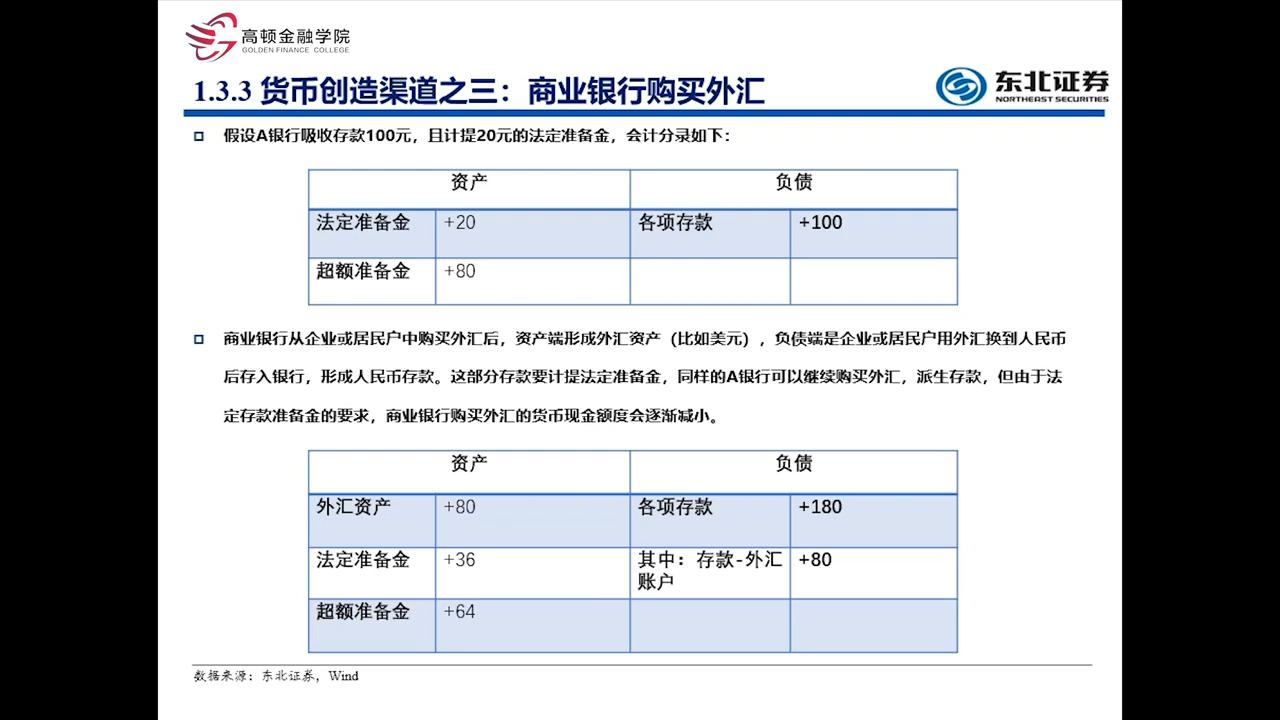 高顿金融学院
GOLDEN FINANCE COLLEGE
1.3.3 货币创造渠道之三：商业银行购买外汇
东北证券
NORTHEAST SECURITIES
假设A银行吸收存款100元，且计提20元的法定准备金，会计分录如下：
资产 负债
法定准备金 +20 各项存款 +100
超额准备金 +80
商业银行从企业或居民户中购买外汇后，资产端形成外汇资产（比如美元），负债端是企业或居民户用外汇换到人民币
后存入银行，形成人民币存款。这部分存款要计提法定准备金，同样的A银行可以继续购买外汇，派生存款，但由于法
定存款准备金的要求，商业银行购买外汇的货币现金额度会逐渐减小。
资产 负债
外汇资产 +80 各项存款 +180
法定准备金 +36 其中：存款-外汇 +80
账户
超额准备金 +64
数据来源：东北证券，Wind